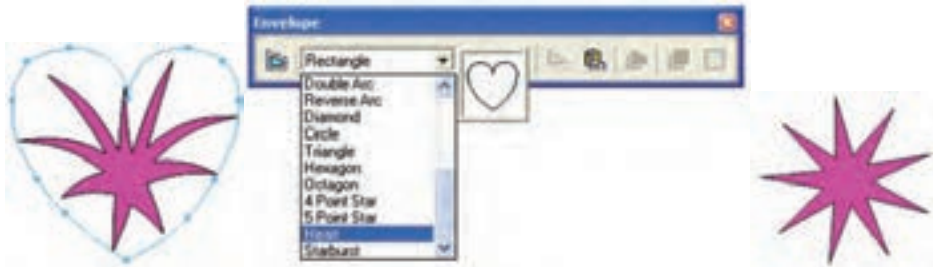 Envelope
Rectangle
Double Arc
Reverse Arc
Diamond
Circle
Triangle
Hexagon
Octagon
4 Point Star
5 Point Star
Heart
Starburst